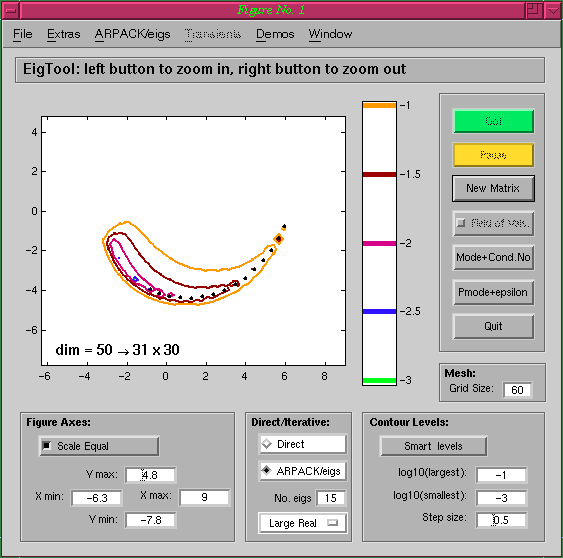 Figure No. 1
File Extras ARPACK/eigs Transients Demos Window
EigTool: left button to zoom in, right button to zoom out
4
2
0
−2
−4
−6
dim = 50 → 31 x 30
−6 −4 −2 0 2 4 6 8
−1
−1.5
−2
−2.5
−3
Go!
Pause
New Matrix
Field of Vals.
Mode+Cond.No
Pmode+epsilon
Quit
Mesh:
Grid Size: 60
Figure Axes:
Scale Equal
Y max: 4.8
X min: −6.3 X max: 9
Y min: −7.8
Direct/Iterative:
Direct
ARPACK/eigs
No. eigs 15
Large Real
Contour Levels:
Smart levels
log10(largest): −1
log10(smallest): −3
Step size: 0.5